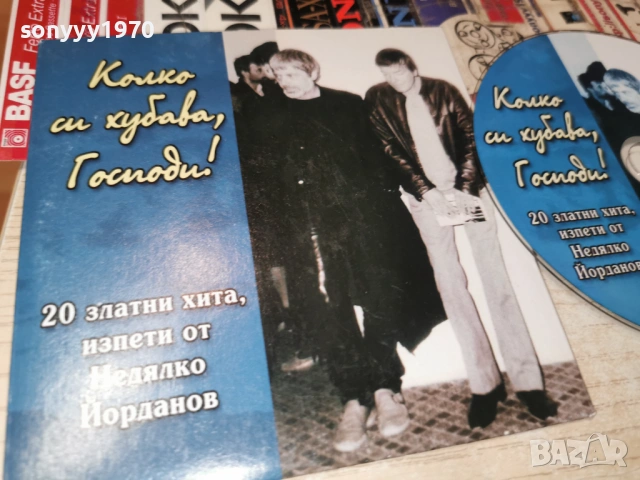 sonyyy1970
BASF
Колко
си хубава,
Господи!
20 златни хита,
изпети от
Недялко
Йорданов
Колко
си хубава,
Господи!
20 златни хита,
изпети от
Недялко
Йорданов
BAZAR